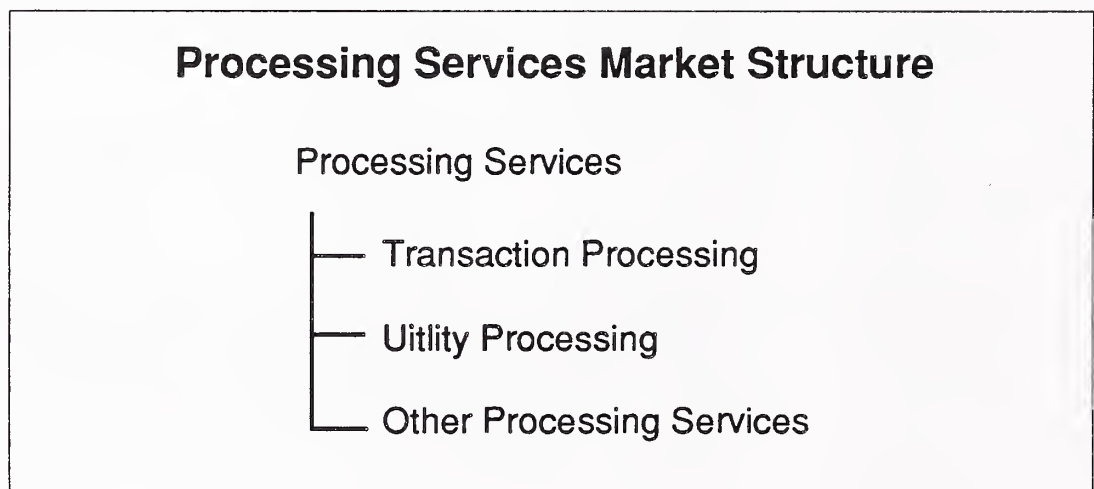 Processing Services Market Structure
Processing Services
Transaction Processing
Uitlity Processing
Other Processing Services